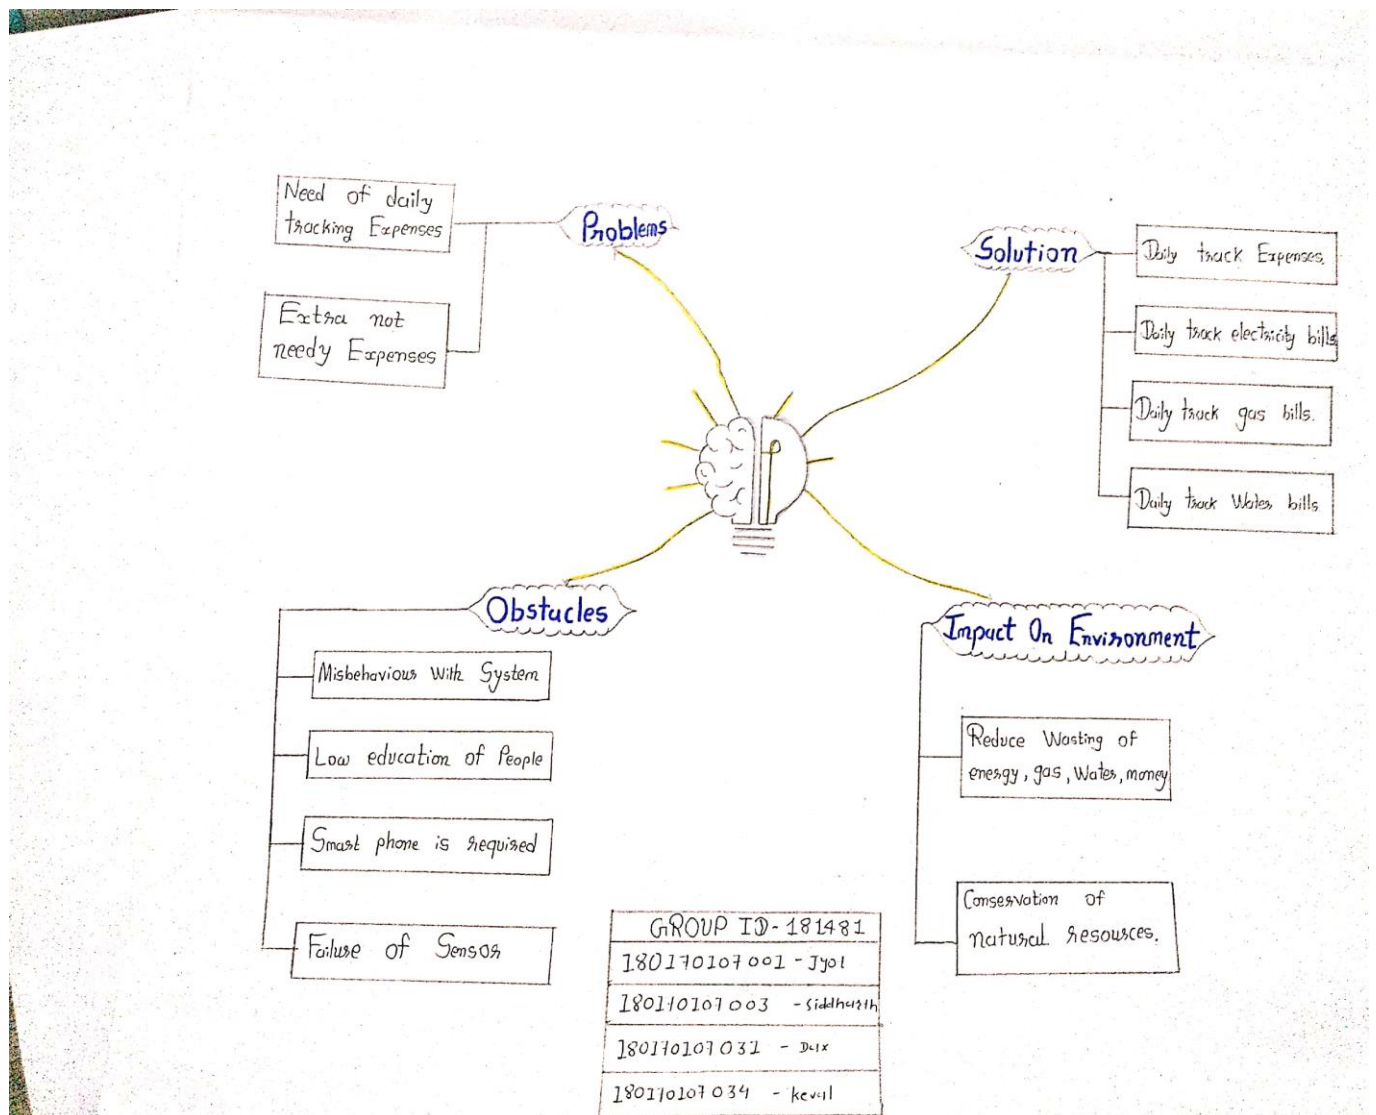 Problems
Need of daily
tracking Expenses
Extra not
needy Expenses
Solution
Daily track Expenses.
Daily track electricity bills
Daily track gas bills.
Daily track Water bills
Obstacles
Misbehaviour With System
Low education of People
Smart phone is required
Failure of Sensor
Impact On Environment
Reduce Wasting of
energy, gas, Water, money
Conservation of
natural resources.
GROUP ID-181481
180170107001 - Jyol
180170107003 - Siddharth
180170107031 -
180170107034 - keval